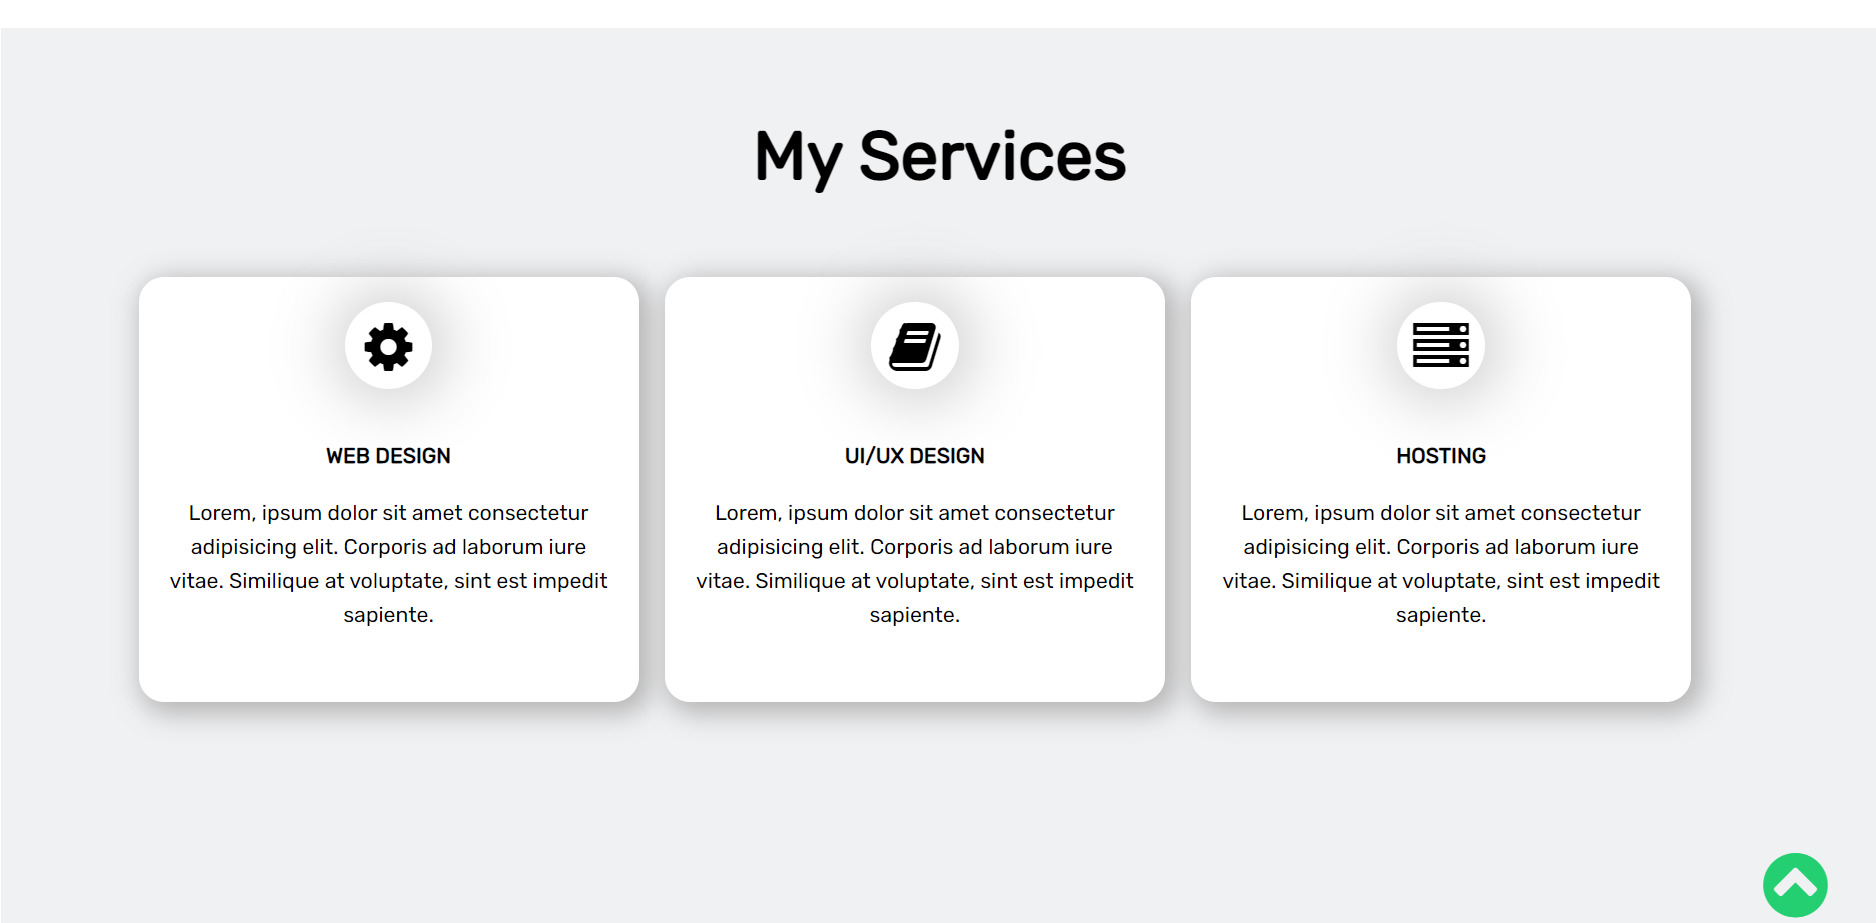 My Services
WEB DESIGN
Lorem, ipsum dolor sit amet consectetur
adipisicing elit. Corporis ad laborum iure
vitae. Similique at voluptate, sint est impedit
sapiente.
UI/UX DESIGN
Lorem, ipsum dolor sit amet consectetur
adipisicing elit. Corporis ad laborum iure
vitae. Similique at voluptate, sint est impedit
sapiente.
HOSTING
Lorem, ipsum dolor sit amet consectetur
adipisicing elit. Corporis ad laborum iure
vitae. Similique at voluptate, sint est impedit
sapiente.